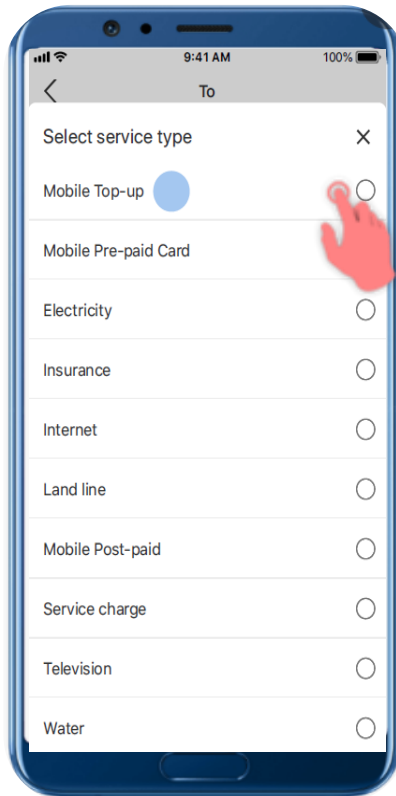 9:41 AM
100%
To
Select service type
Mobile Top-up
Mobile Pre-paid Card
Electricity
Insurance
Internet
Land line
Mobile Post-paid
Service charge
Television
Water